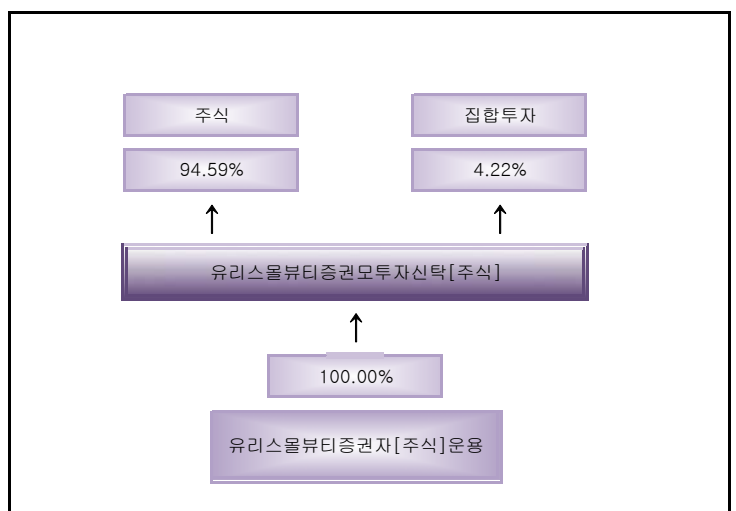 주식
집합투자
94.59%
4.22%
유리스몰뷰티증권모투자신탁[주식]
100.00%
유리스몰뷰티증권자[주식]운용